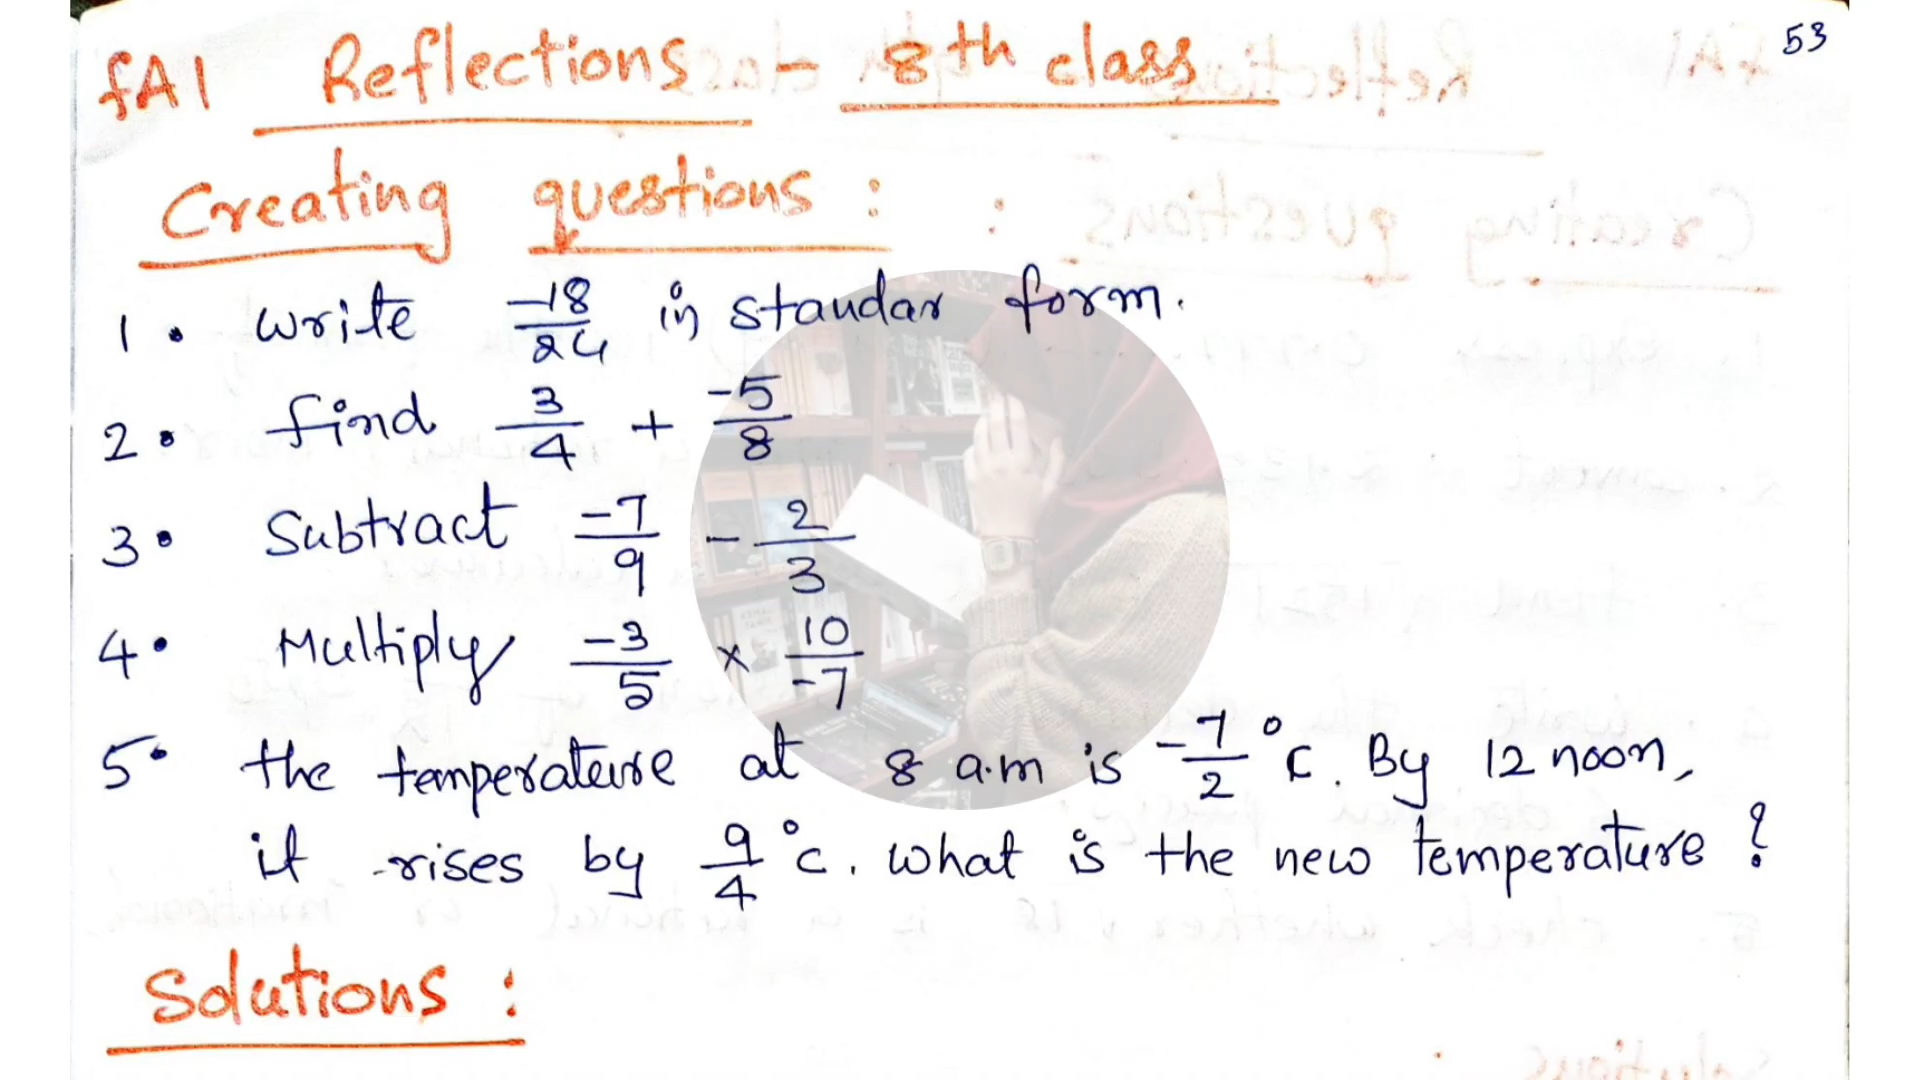 53
fA1 Reflections - 8th class
Creating questions :
1. write -18/24 in standar form.
2. find 3/4 + -5/8
3. Subtract -7/9 - 2/3
4. Multiply -3/5 x 10/-7
5. the temperature at 8 a.m is -7/2 °C. By 12 noon,
it rises by 9/4 °c. what is the new temperature ?
Solutions :